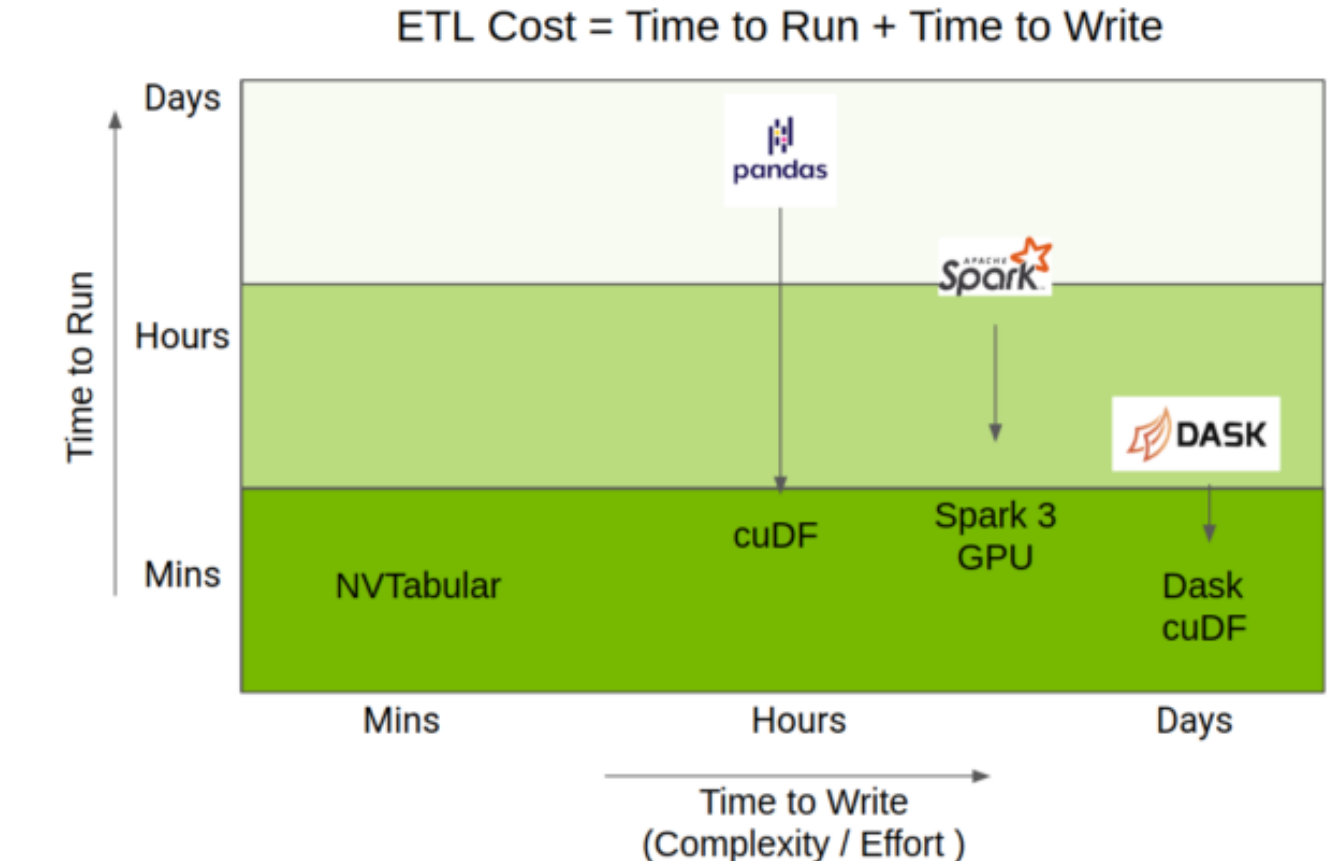 ETL Cost = Time to Run + Time to Write
Days
pandas
APACHE
Spark
Time to Run
Hours
DASK
cuDF
Spark 3
GPU
Mins
NVTabular
Dask
cuDF
Mins
Hours
Days
Time to Write
(Complexity / Effort )